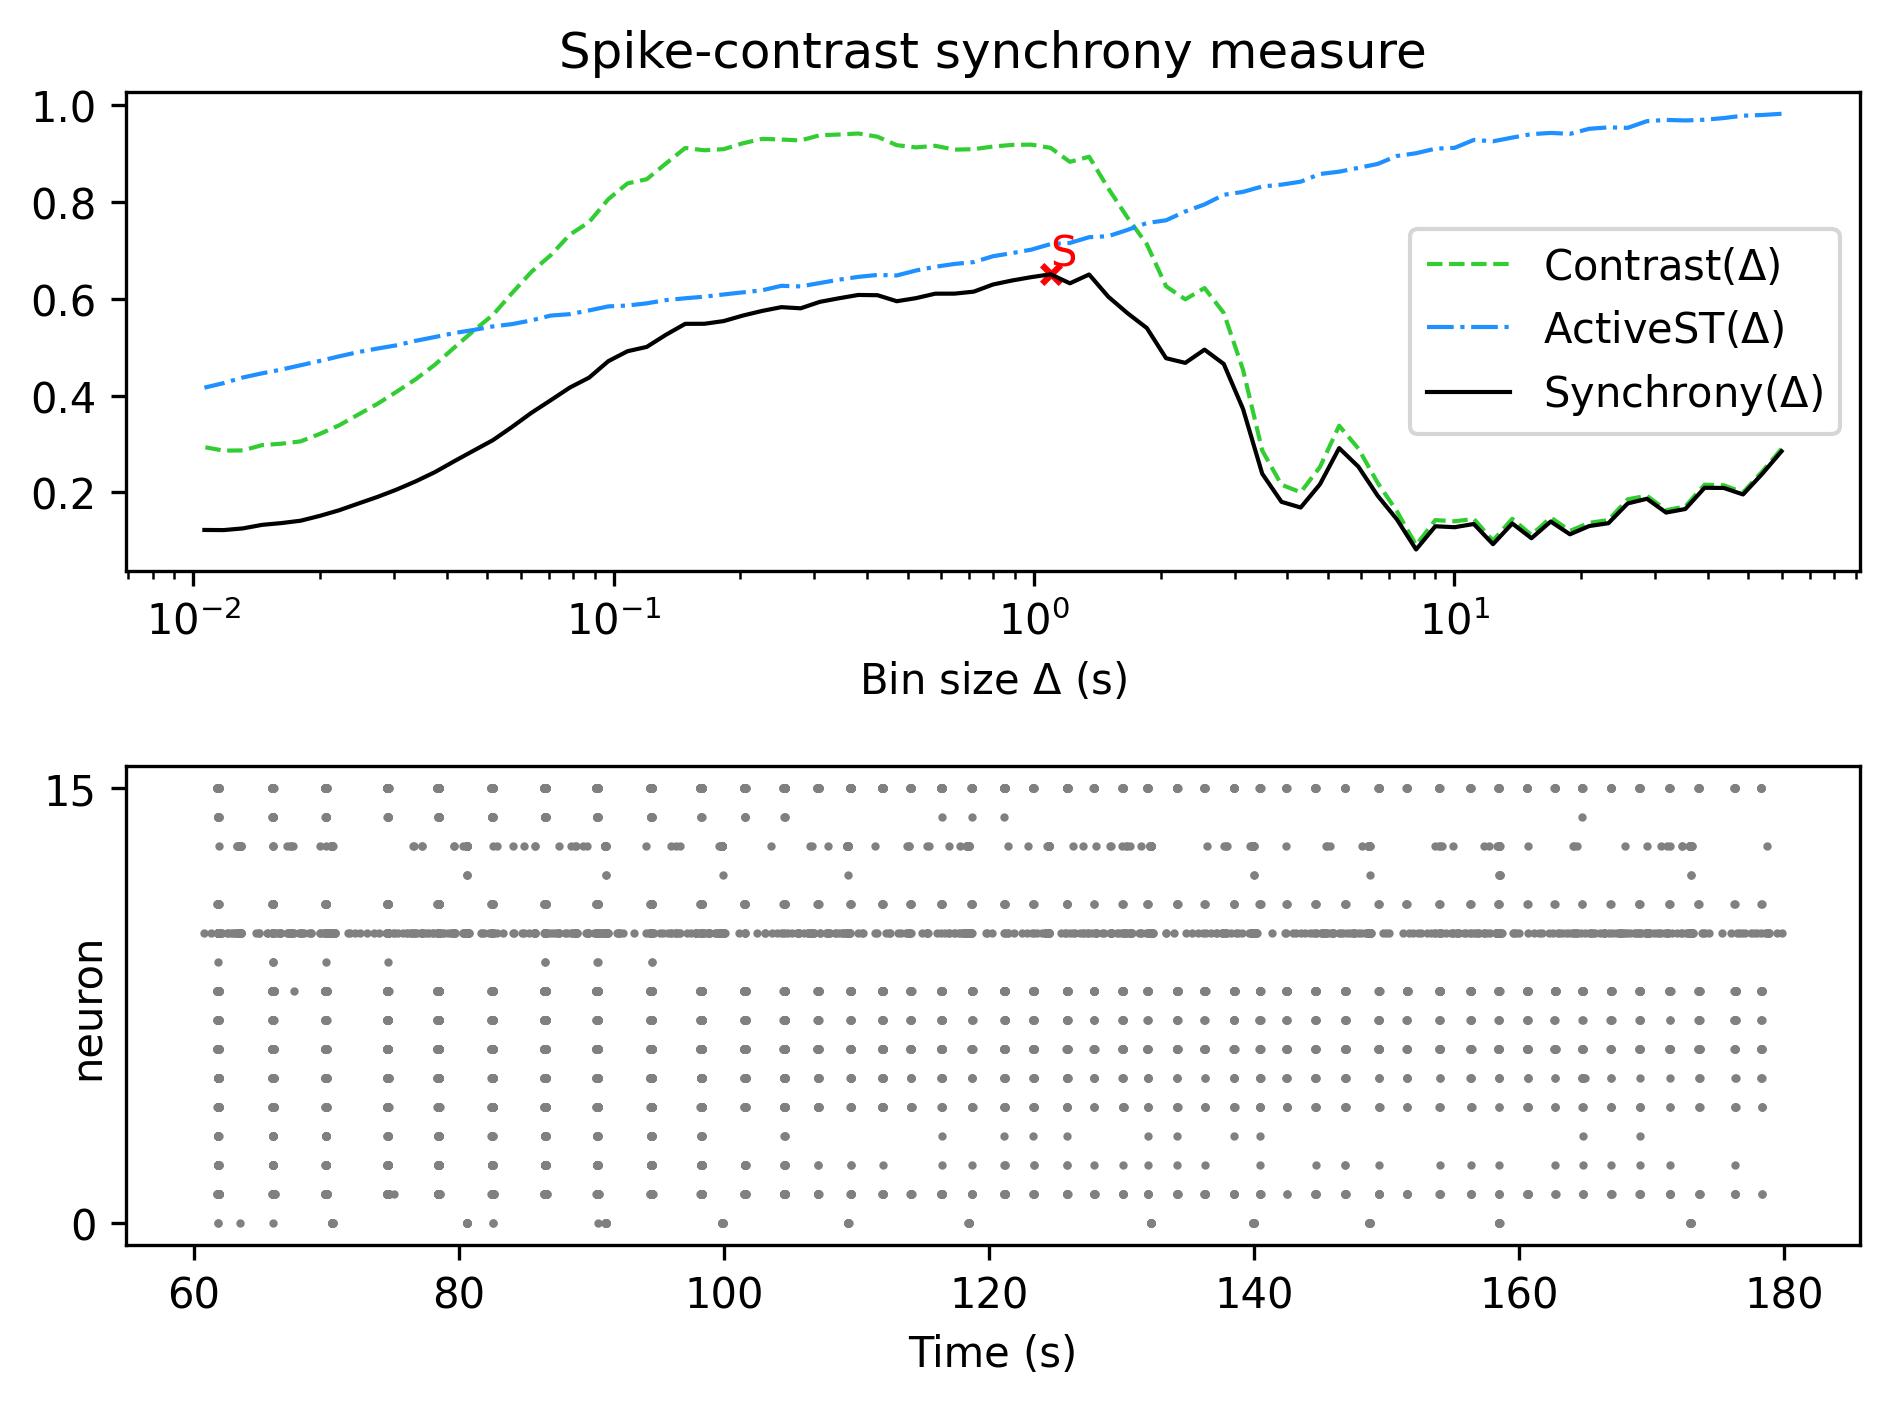 Spike-contrast synchrony measure
1.0
0.8
0.6
0.4
0.2
S
Contrast(Δ)
ActiveST(Δ)
Synchrony(Δ)
10⁻² 10⁻¹ 10⁰ 10¹
Bin size Δ (s)
15
neuron
0
60 80 100 120 140 160 180
Time (s)